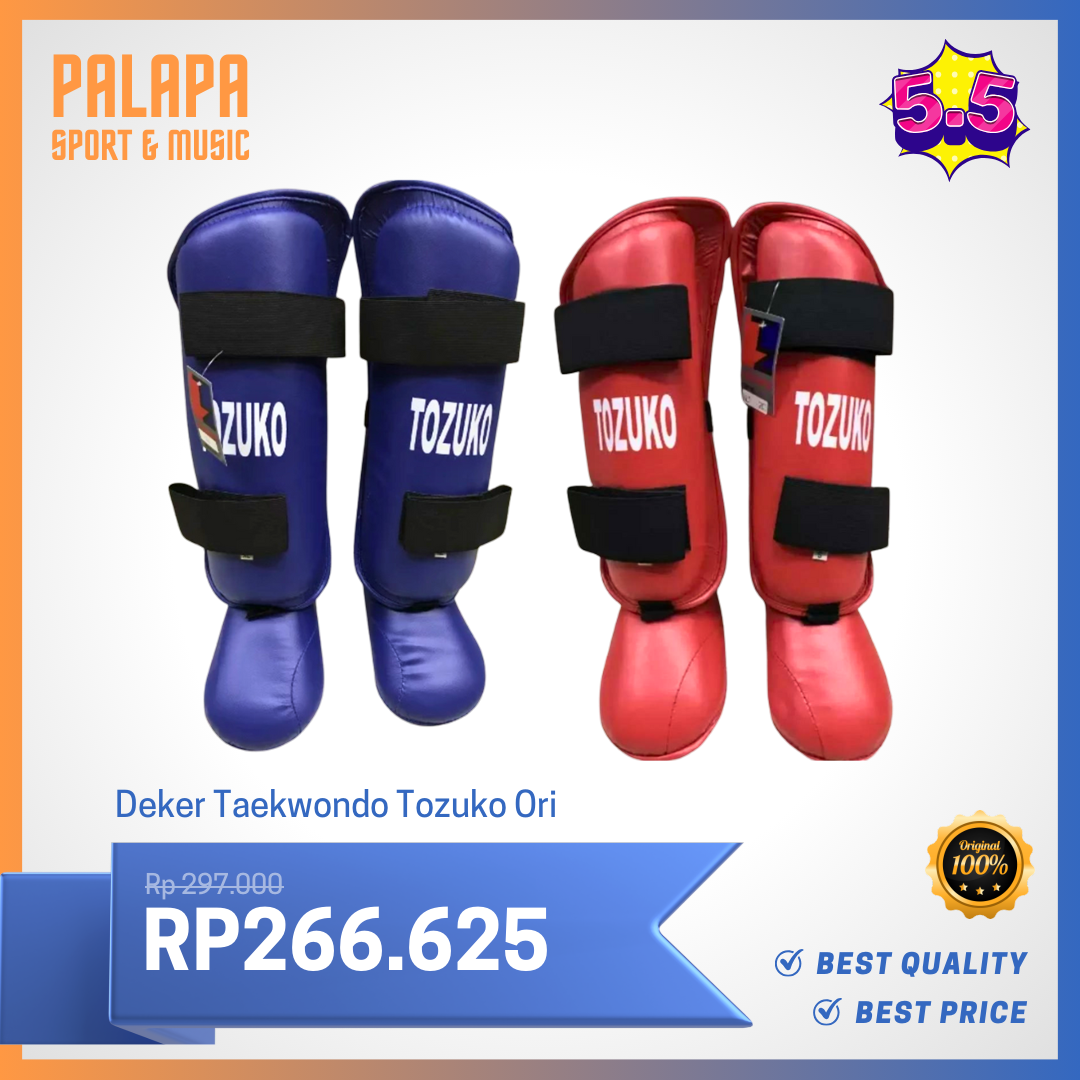 PALAPA
SPORT & MUSIC
5.5
TOZUKO
TOZUKO
TOZUKO
TOZUKO
Deker Taekwondo Tozuko Ori
Rp 297.000
RP266.625
Original
100%
BEST QUALITY
BEST PRICE